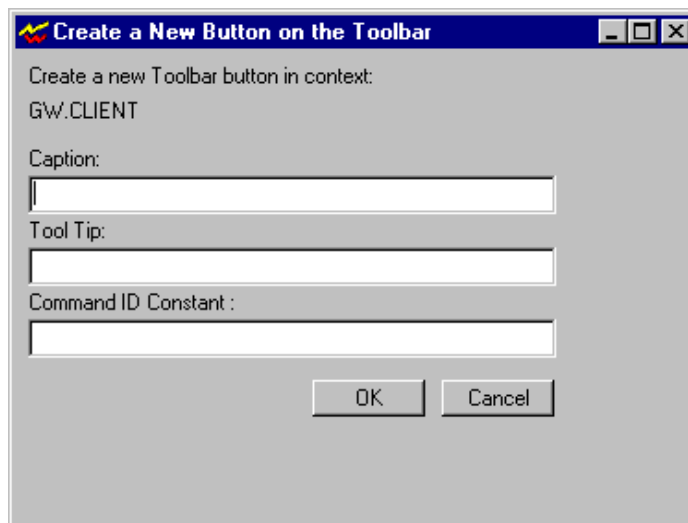 Create a New Button on the Toolbar
Create a new Toolbar button in context:
GW.CLIENT
Caption:
Tool Tip:
Command ID Constant :
OK Cancel